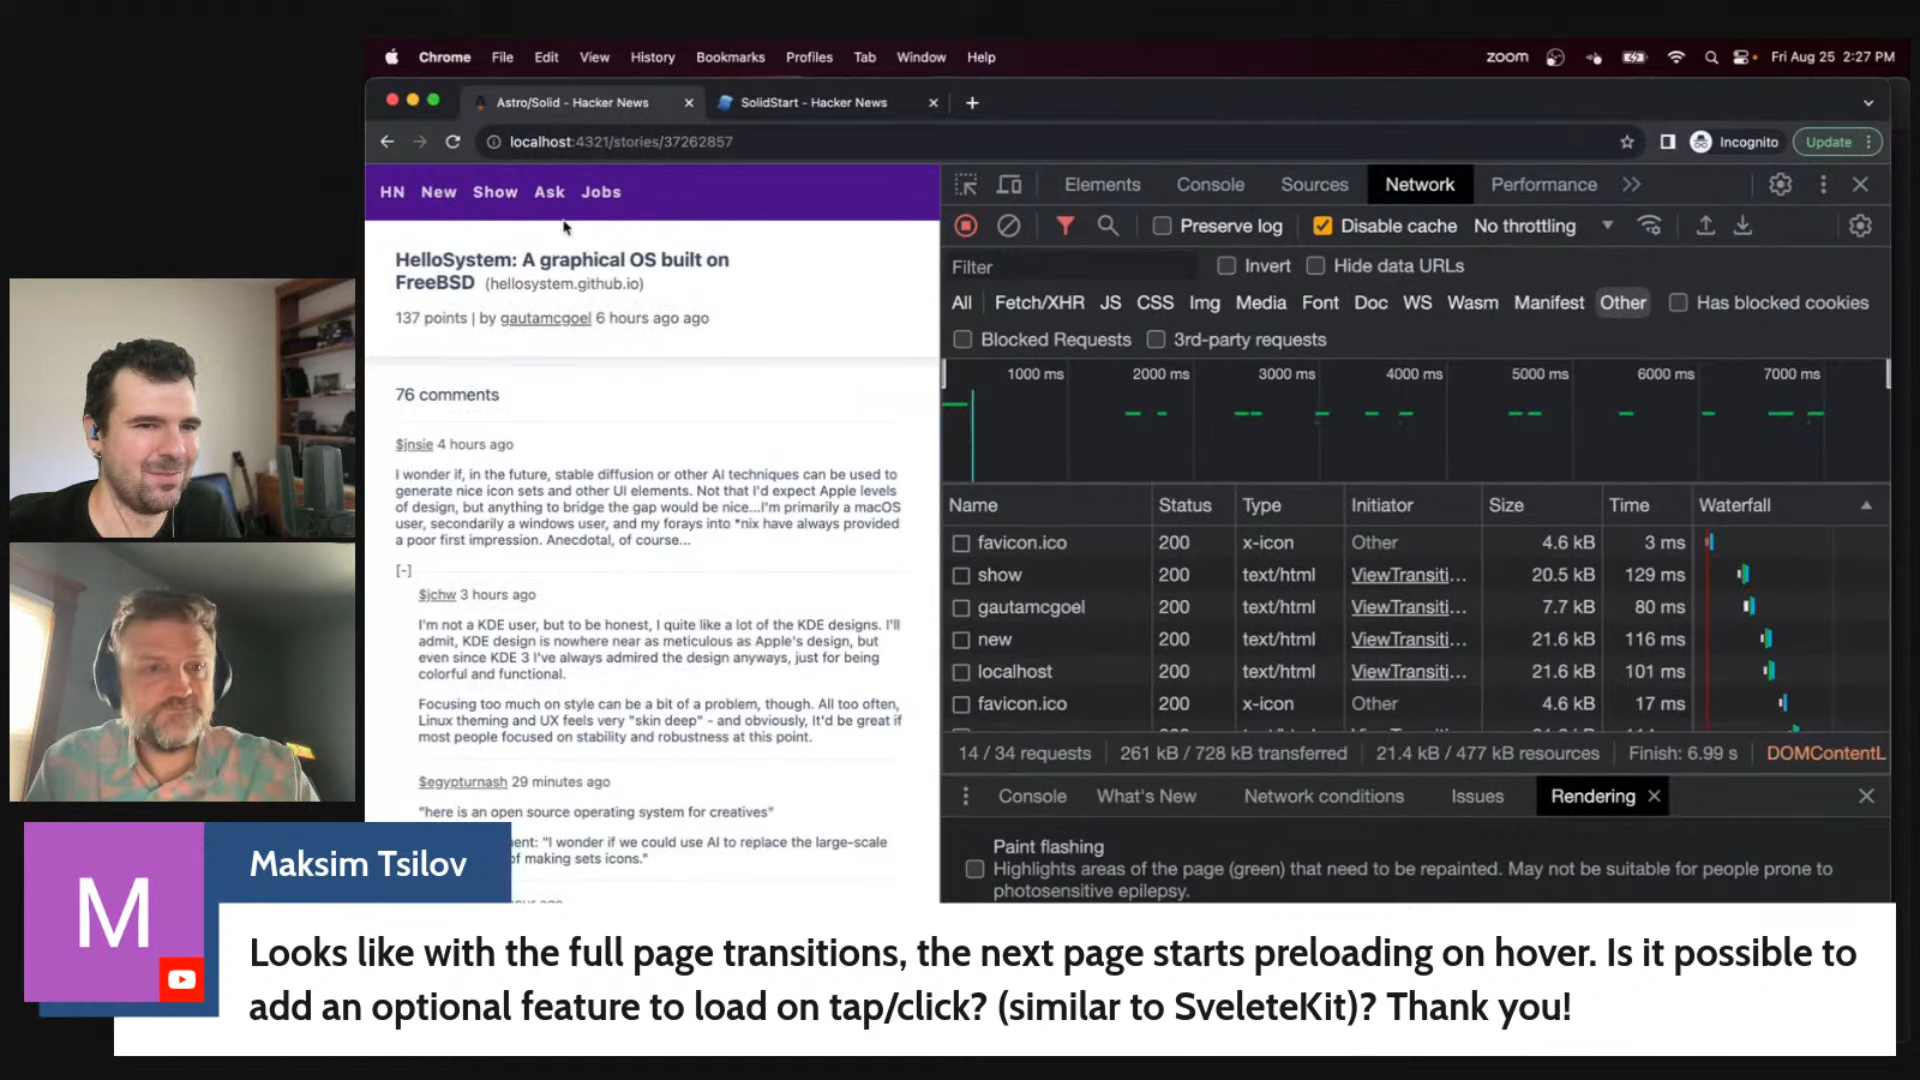 Chrome File Edit View History Bookmarks Profiles Tab Window Help
zoom Fri Aug 25 2:27 PM
Astro/Solid - Hacker News
SolidStart - Hacker News
localhost:4321/stories/37262857
Incognito
Update
HN New Show Ask Jobs
HelloSystem: A graphical OS built on
FreeBSD (hellosystem.github.io)
137 points | by gautamcgoel 6 hours ago ago
76 comments
$jnsie 4 hours ago
I wonder if, in the future, stable diffusion or other AI techniques can be used to
generate nice icon sets and other UI elements. Not that I'd expect Apple levels
of design, but anything to bridge the gap would be nice...I'm primarily a macOS
user, secondarily a windows user, and my forays into *nix have always provided
a poor first impression. Anecdotal, of course...
[-]
$jchw 3 hours ago
I'm not a KDE user, but to be honest, I quite like a lot of the KDE designs. I'll
admit, KDE design is nowhere near as meticulous as Apple's design, but
even since KDE 3 I've always admired the design anyways, just for being
colorful and functional.
Focusing too much on style can be a bit of a problem, though. All too often,
Linux theming and UX feels very "skin deep" - and obviously, It'd be great if
most people focused on stability and robustness at this point.
$egypturnash 29 minutes ago
"here is an open source operating system for creatives"
ent: "I wonder if we could use AI to replace the large-scale
of making sets icons."
Elements Console Sources Network Performance
Preserve log Disable cache No throttling
Filter Invert Hide data URLs
All Fetch/XHR JS CSS Img Media Font Doc WS Wasm Manifest Other Has blocked cookies
Blocked Requests 3rd-party requests
1000 ms 2000 ms 3000 ms 4000 ms 5000 ms 6000 ms 7000 ms
Name Status Type Initiator Size Time Waterfall
favicon.ico 200 x-icon Other 4.6 kB 3 ms
show 200 text/html ViewTransiti... 20.5 kB 129 ms
gautamcgoel 200 text/html ViewTransiti... 7.7 kB 80 ms
new 200 text/html ViewTransiti... 21.6 kB 116 ms
localhost 200 text/html ViewTransiti... 21.6 kB 101 ms
favicon.ico 200 x-icon Other 4.6 kB 17 ms
14 / 34 requests 261 kB / 728 kB transferred 21.4 kB / 477 kB resources Finish: 6.99 s DOMContentL
Console What's New Network conditions Issues Rendering
Paint flashing
Highlights areas of the page (green) that need to be repainted. May not be suitable for people prone to
photosensitive epilepsy.
M
Maksim Tsilov
Looks like with the full page transitions, the next page starts preloading on hover. Is it possible to
add an optional feature to load on tap/click? (similar to SveleteKit)? Thank you!